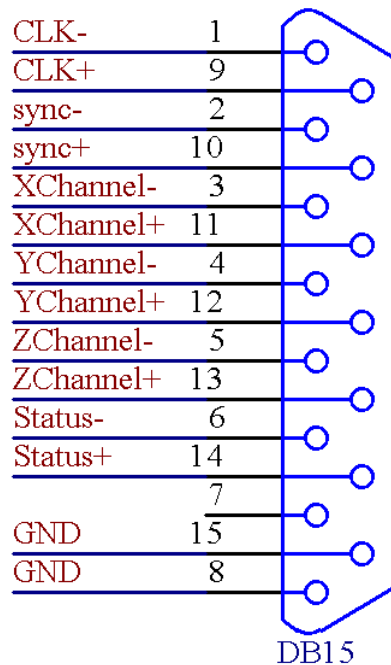 CLK- 1
CLK+ 9
sync- 2
sync+ 10
XChannel- 3
XChannel+ 11
YChannel- 4
YChannel+ 12
ZChannel- 5
ZChannel+ 13
Status- 6
Status+ 14
7
GND 15
GND 8
DB15